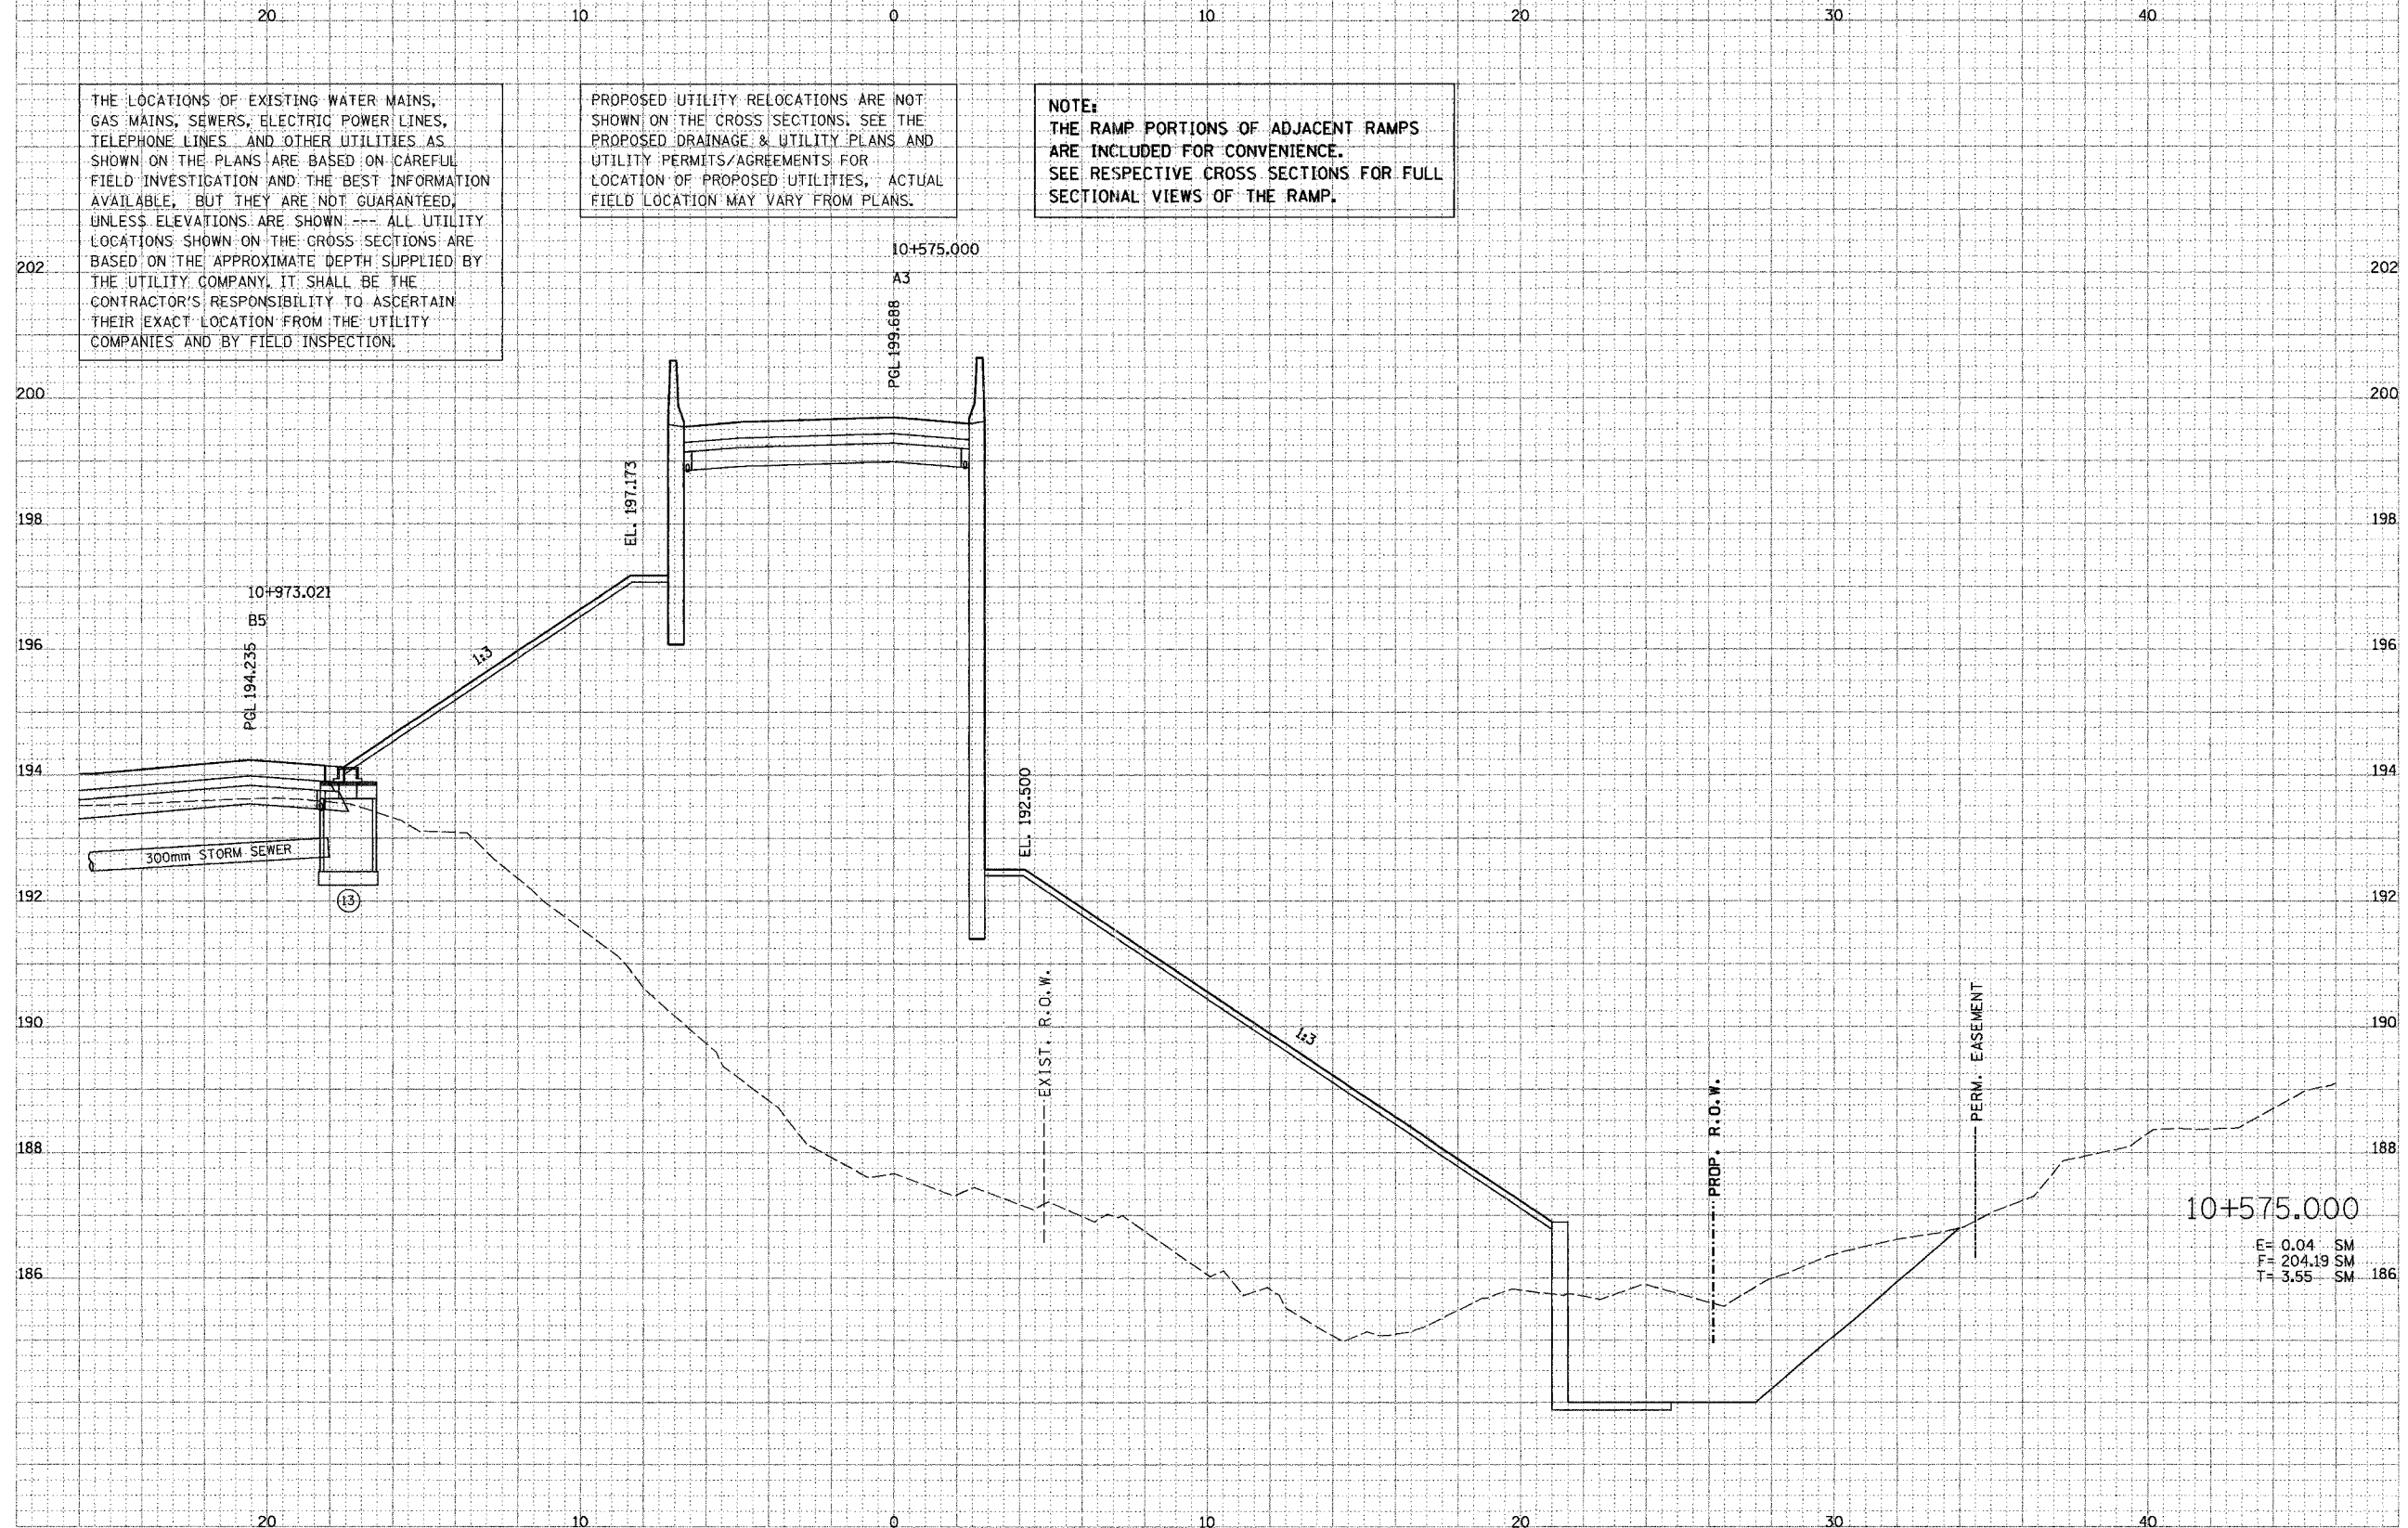 20 10 0 10 20 30 40
THE LOCATIONS OF EXISTING WATER MAINS,
GAS MAINS, SEWERS, ELECTRIC POWER LINES,
TELEPHONE LINES AND OTHER UTILITIES AS
SHOWN ON THE PLANS ARE BASED ON CAREFUL
FIELD INVESTIGATION AND THE BEST INFORMATION
AVAILABLE, BUT THEY ARE NOT GUARANTEED,
UNLESS ELEVATIONS ARE SHOWN --- ALL UTILITY
LOCATIONS SHOWN ON THE CROSS SECTIONS ARE
BASED ON THE APPROXIMATE DEPTH SUPPLIED BY
THE UTILITY COMPANY. IT SHALL BE THE
CONTRACTOR'S RESPONSIBILITY TO ASCERTAIN
THEIR EXACT LOCATION FROM THE UTILITY
COMPANIES AND BY FIELD INSPECTION.
PROPOSED UTILITY RELOCATIONS ARE NOT
SHOWN ON THE CROSS SECTIONS. SEE THE
PROPOSED DRAINAGE & UTILITY PLANS AND
UTILITY PERMITS/AGREEMENTS FOR
LOCATION OF PROPOSED UTILITIES, ACTUAL
FIELD LOCATION MAY VARY FROM PLANS.
NOTE:
THE RAMP PORTIONS OF ADJACENT RAMPS
ARE INCLUDED FOR CONVENIENCE.
SEE RESPECTIVE CROSS SECTIONS FOR FULL
SECTIONAL VIEWS OF THE RAMP.
10+575.000
A3
PGL 199.688
202 202
200 200
EL. 197.173
198 198
10+973.021
B5
PGL 194.235
196 196
1:3
194 194
EL. 192.500
300mm STORM SEWER
192 192
13
EXIST. R.O.W.
190 190
1:3
PERM. EASEMENT
PROP. R.O.W.
188 188
10+575.000
E= 0.04 SM
F= 204.19 SM
T= 3.55 SM
186 186
20 10 0 10 20 30 40